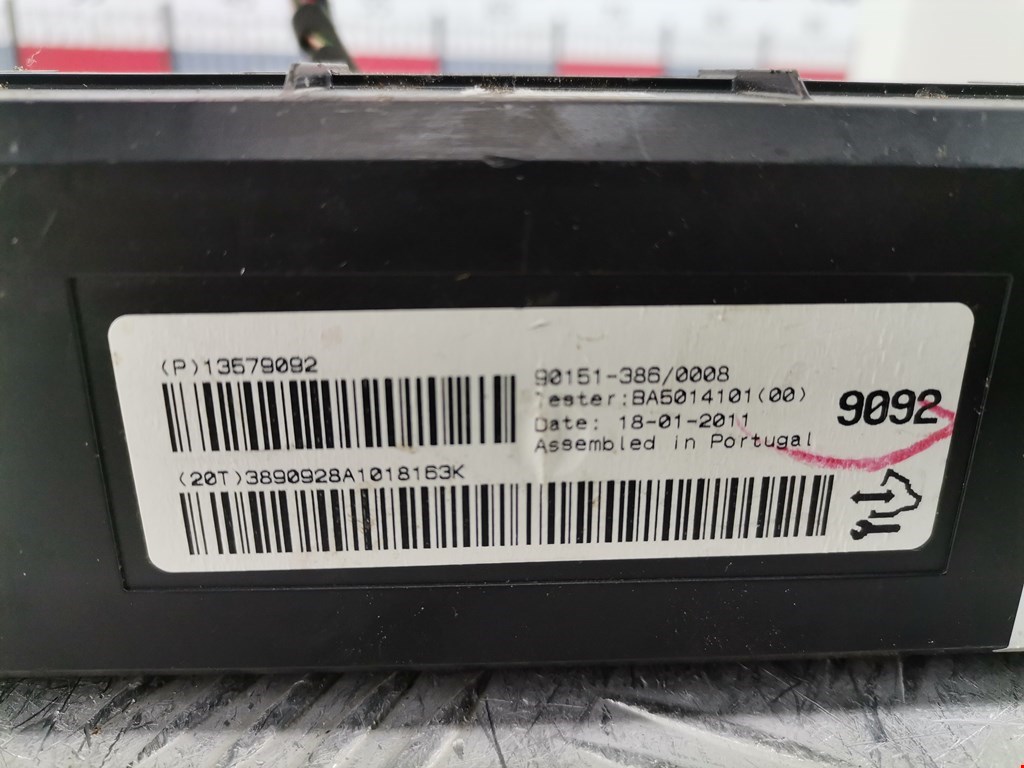 (P)13579092
90151-386/0008
Tester:BA5014101(00)
Date: 18-01-2011
Assembled in Portugal
9092
(20T)3890928A1018163K